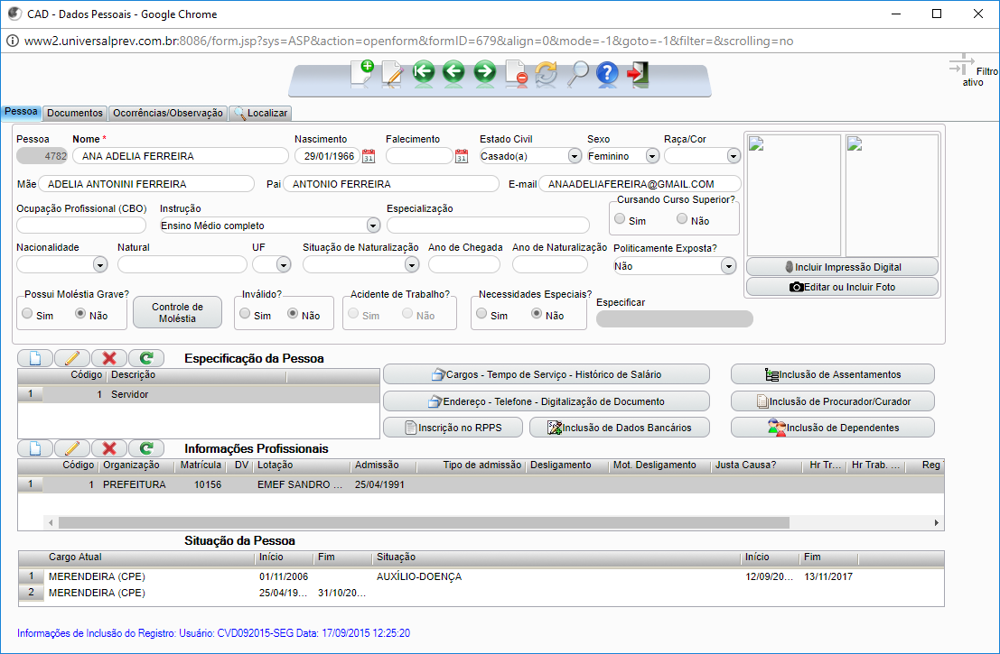 CAD - Dados Pessoais - Google Chrome
www2.universalprev.com.br:8086/form.jsp?sys=ASP&action=openform&formID=679&align=0&mode=-1&goto=-1&filter=&scrolling=no
Filtro
ativo
Pessoa Documentos Ocorrências/Observação Localizar
Pessoa Nome * Nascimento Falecimento Estado Civil Sexo Raça/Cor
4782 ANA ADELIA FERREIRA 29/01/1966 31 31 Casado(a) Feminino
Mãe ADELIA ANTONINI FERREIRA Pai ANTONIO FERREIRA E-mail ANAADELIAFEREIRA@GMAIL.COM
Ocupação Profissional (CBO) Instrução Especialização Cursando Curso Superior?
Ensino Médio completo Sim Não
Nacionalidade Natural UF Situação de Naturalização Ano de Chegada Ano de Naturalização Politicamente Exposta?
Não
Incluir Impressão Digital
Editar ou Incluir Foto
Possui Moléstia Grave? Inválido? Acidente de Trabalho? Necessidades Especiais? Especificar
Sim Não Controle de Moléstia Sim Não Sim Não Sim Não
Especificação da Pessoa
Código Descrição
1 1 Servidor
Cargos - Tempo de Serviço - Histórico de Salário Inclusão de Assentamentos
Endereço - Telefone - Digitalização de Documento Inclusão de Procurador/Curador
Inscrição no RPPS Inclusão de Dados Bancários Inclusão de Dependentes
Informações Profissionais
Código Organização Matrícula DV Lotação Admissão Tipo de admissão Desligamento Mot. Desligamento Justa Causa? Hr Tr... Hr Trab. ... Reg
1 1 PREFEITURA 10156 EMEF SANDRO ... 25/04/1991
Situação da Pessoa
Cargo Atual Início Fim Situação Início Fim
1 MERENDEIRA (CPE) 01/11/2006 AUXÍLIO-DOENÇA 12/09/20... 13/11/2017
2 MERENDEIRA (CPE) 25/04/19... 31/10/20...
Informações de Inclusão do Registro: Usuário: CVD092015-SEG Data: 17/09/2015 12:25:20